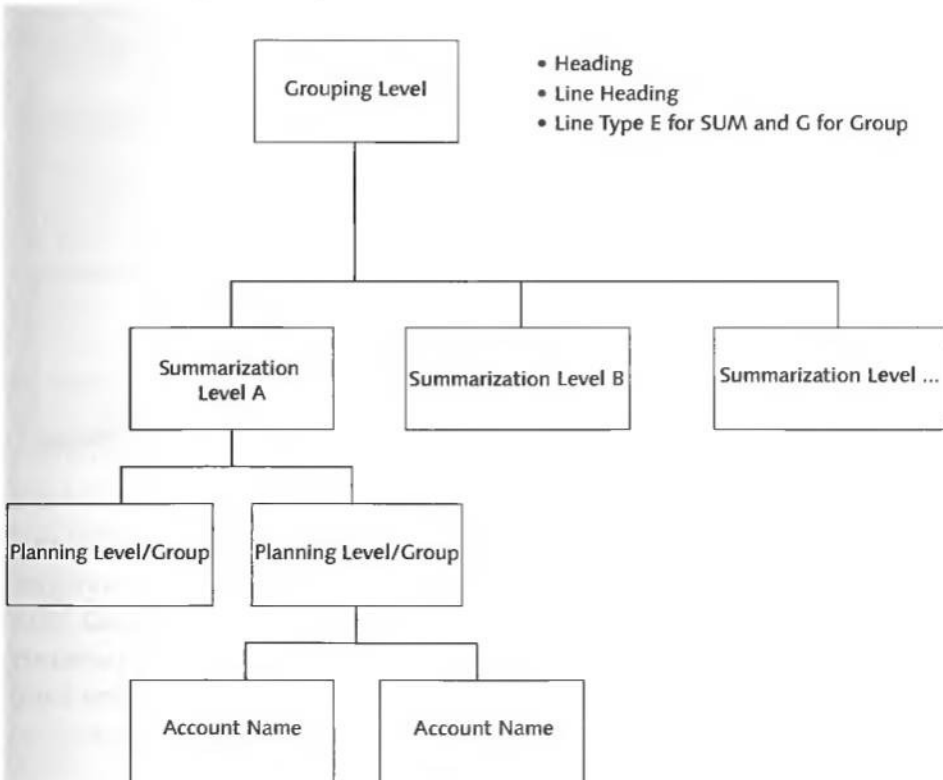 Grouping Level
• Heading
• Line Heading
• Line Type E for SUM and G for Group
Summarization
Level A
Summarization Level B
Summarization Level ...
Planning Level/Group
Planning Level/Group
Account Name
Account Name